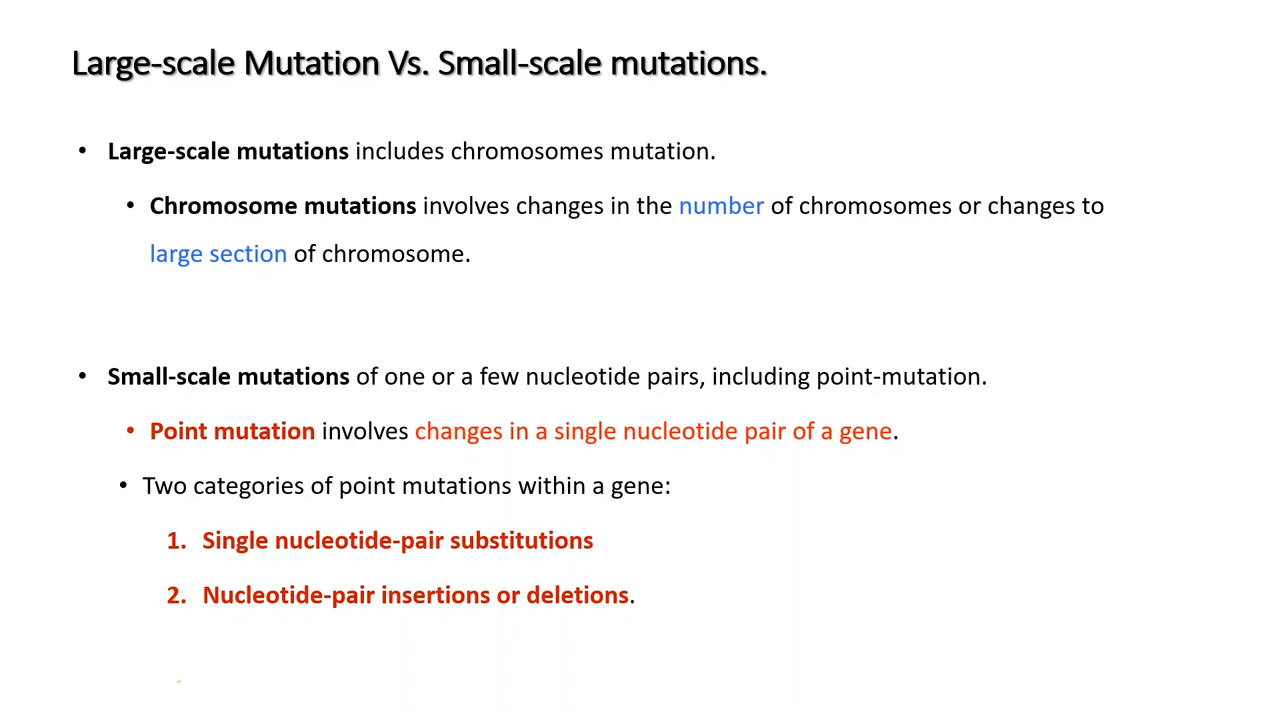 Large-scale Mutation Vs. Small-scale mutations.
• Large-scale mutations includes chromosomes mutation.
• Chromosome mutations involves changes in the number of chromosomes or changes to
large section of chromosome.
• Small-scale mutations of one or a few nucleotide pairs, including point-mutation.
• Point mutation involves changes in a single nucleotide pair of a gene.
• Two categories of point mutations within a gene:
1. Single nucleotide-pair substitutions
2. Nucleotide-pair insertions or deletions.